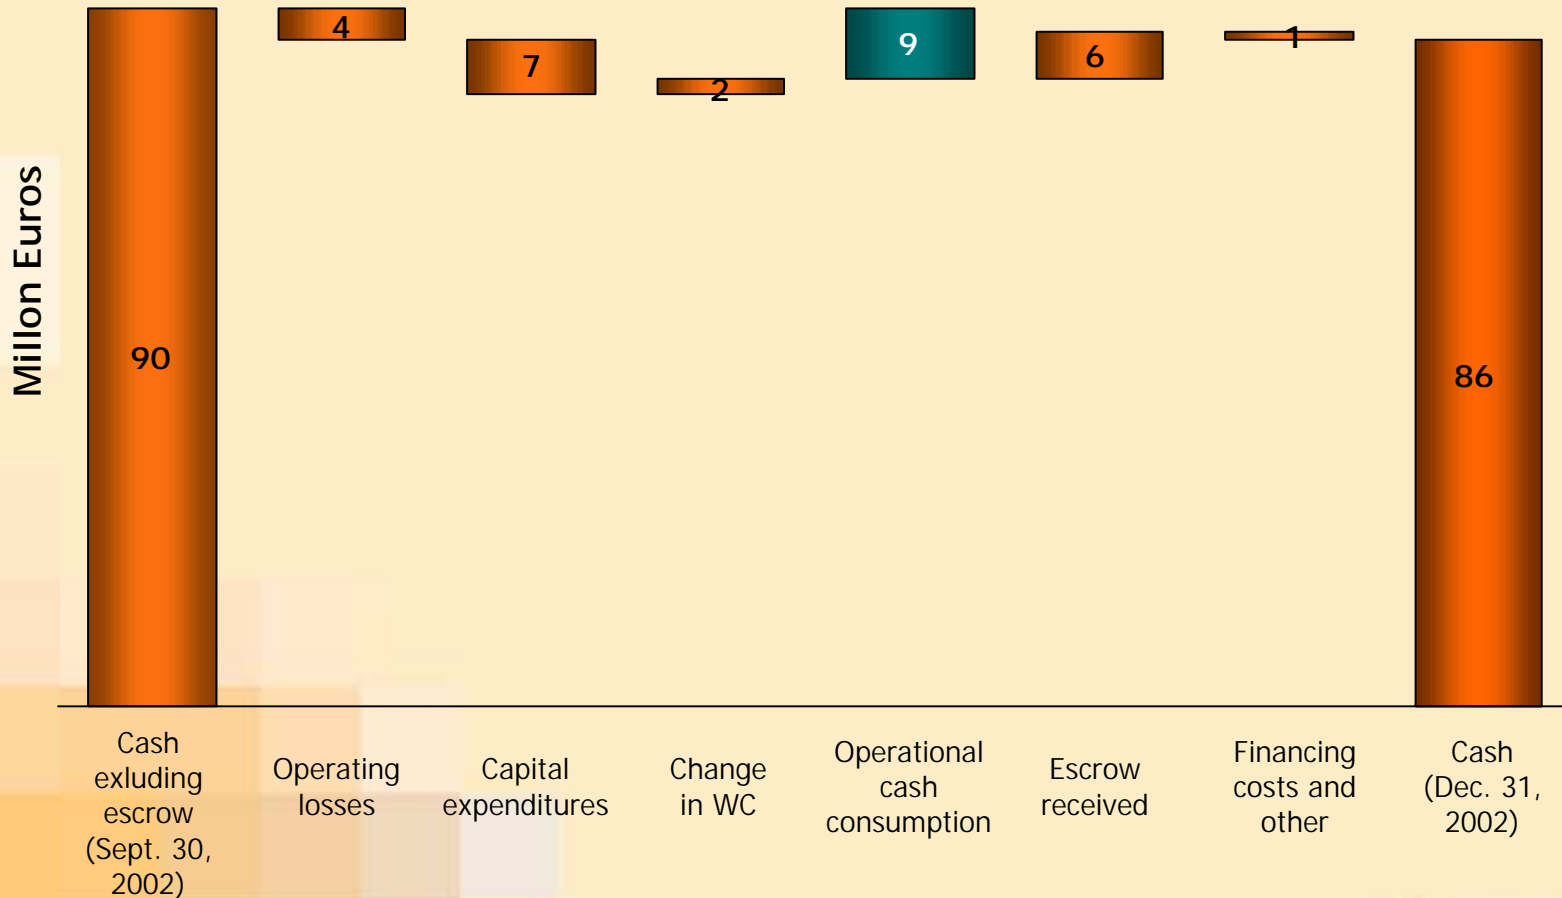 Millon Euros
90
4
7
2
9
6
1
86
Cash
exluding
escrow
(Sept. 30,
2002)
Operating
losses
Capital
expenditures
Change
in WC
Operational
cash
consumption
Escrow
received
Financing
costs and
other
Cash
(Dec. 31,
2002)